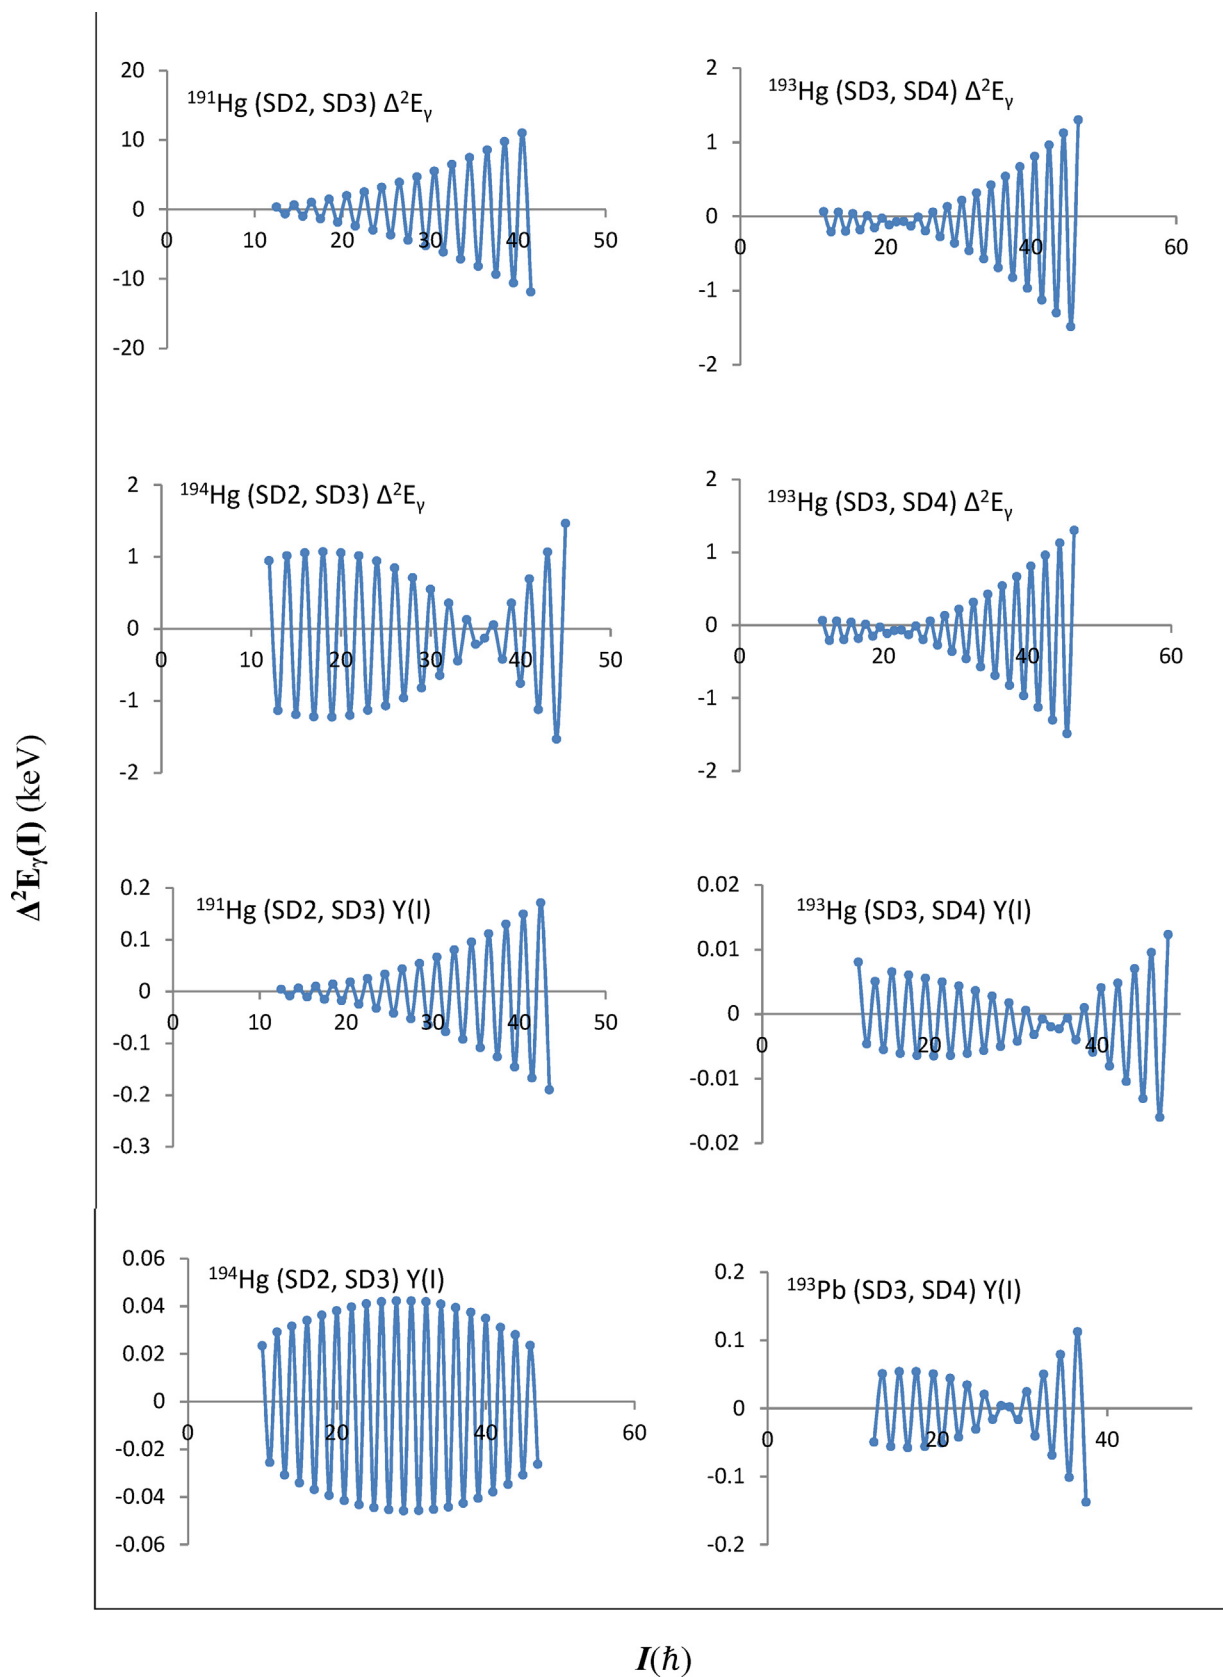 Δ²Eγ(I) (keV)
¹⁹¹Hg (SD2, SD3) Δ²Eγ
20
10
0
-10
-20
0 10 20 30 40 50
¹⁹³Hg (SD3, SD4) Δ²Eγ
2
1
0
-1
-2
0 20 40 60
¹⁹⁴Hg (SD2, SD3) Δ²Eγ
2
1
0
-1
-2
0 10 20 30 40 50
¹⁹³Hg (SD3, SD4) Δ²Eγ
2
1
0
-1
-2
0 20 40 60
¹⁹¹Hg (SD2, SD3) Y(I)
0.2
0.1
0
-0.1
-0.2
-0.3
0 10 20 30 40 50
¹⁹³Hg (SD3, SD4) Y(I)
0.02
0.01
0
-0.01
-0.02
0 20 40
¹⁹⁴Hg (SD2, SD3) Y(I)
0.06
0.04
0.02
0
-0.02
-0.04
-0.06
0 20 40 60
¹⁹³Pb (SD3, SD4) Y(I)
0.2
0.1
0
-0.1
-0.2
0 20 40
I(ℏ)